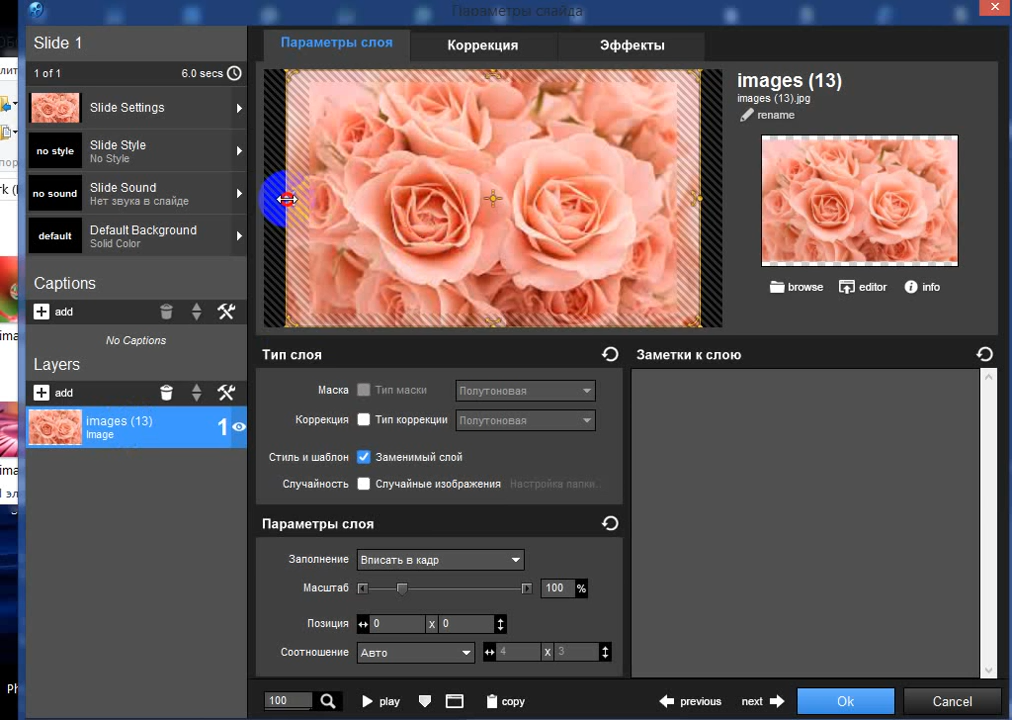 Параметры слайда
Slide 1
1 of 1
6.0 secs
Slide Settings
no style
Slide Style
No Style
no sound
Slide Sound
Нет звука в слайде
default
Default Background
Solid Color
Captions
add
No Captions
Layers
add
images (13)
Image
1
Параметры слоя
Коррекция
Эффекты
images (13)
images (13).jpg
rename
browse
editor
info
Тип слоя
Маска
Тип маски
Полутоновая
Коррекция
Тип коррекции
Полутоновая
Стиль и шаблон
Заменимый слой
Случайность
Случайные изображения
Настройка папки..
Параметры слоя
Заполнение
Вписать в кадр
Масштаб
100
%
Позиция
0
x
0
Соотношение
Авто
4
x
3
Заметки к слою
100
play
copy
previous
next
Ok
Cancel